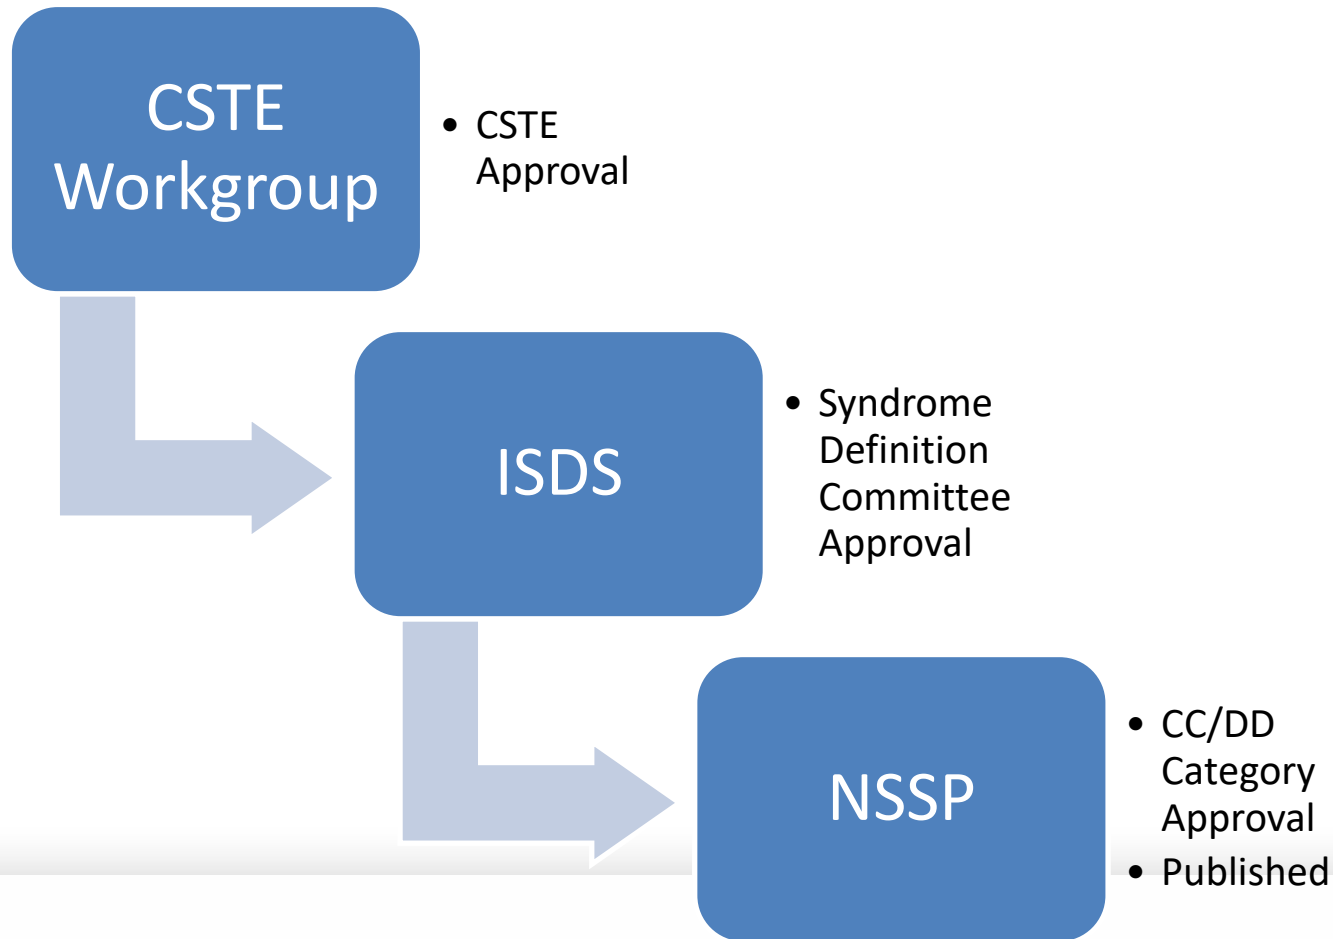 CSTE
Workgroup
• CSTE
Approval
ISDS
• Syndrome
Definition
Committee
Approval
NSSP
• CC/DD
Category
Approval
• Published